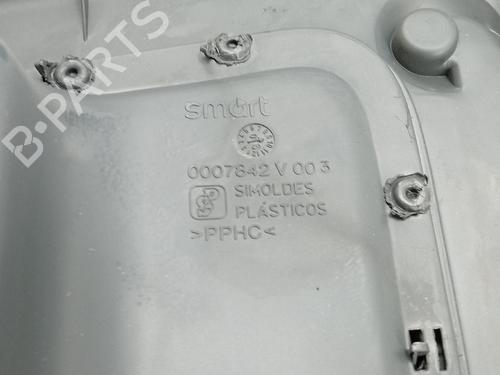 B-PARTS
smart
0007842 V 00 3
SIMOLDES
PLÁSTICOS
>PPHC<